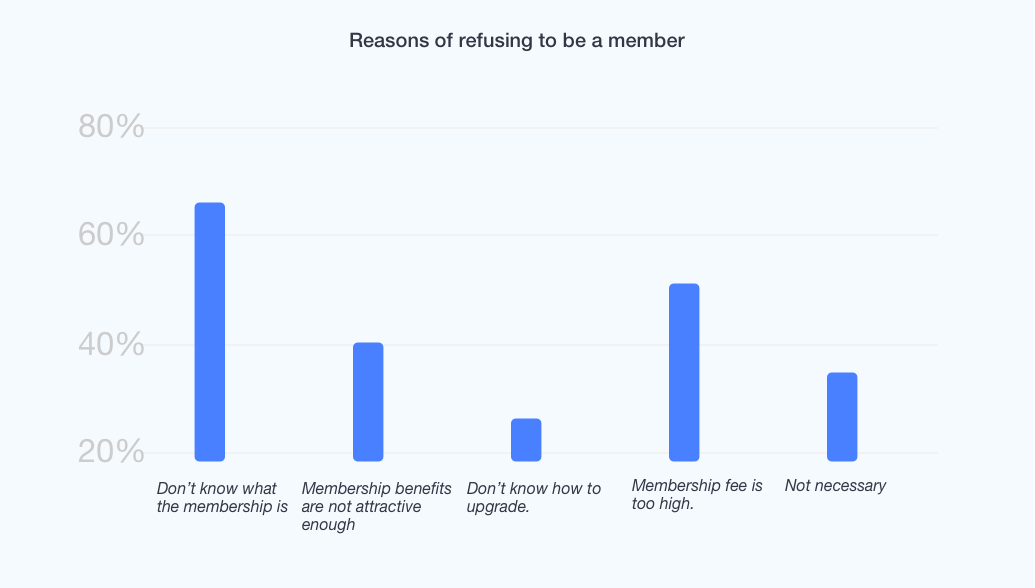 Reasons of refusing to be a member
80%
60%
40%
20%
Don’t know what
the membership is
Membership benefits
are not attractive
enough
Don’t know how to
upgrade.
Membership fee is
too high.
Not necessary